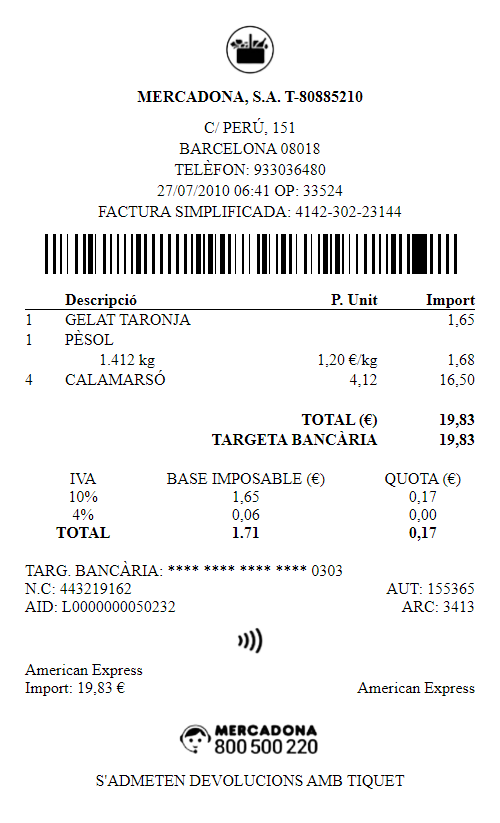 MERCADONA, S.A. T-80885210
C/ PERÚ, 151
BARCELONA 08018
TELÈFON: 933036480
27/07/2010 06:41 OP: 33524
FACTURA SIMPLIFICADA: 4142-302-23144
Descripció P. Unit Import
1 GELAT TARONJA 1,65
1 PÈSOL
1.412 kg 1,20 €/kg 1,68
4 CALAMARSÓ 4,12 16,50
TOTAL (€) 19,83
TARGETA BANCÀRIA 19,83
IVA BASE IMPOSABLE (€) QUOTA (€)
10% 1,65 0,17
4% 0,06 0,00
TOTAL 1.71 0,17
TARG. BANCÀRIA: **** **** **** **** 0303
N.C: 443219162 AUT: 155365
AID: L0000000050232 ARC: 3413
American Express
Import: 19,83 € American Express
MERCADONA
800 500 220
S'ADMETEN DEVOLUCIONS AMB TIQUET